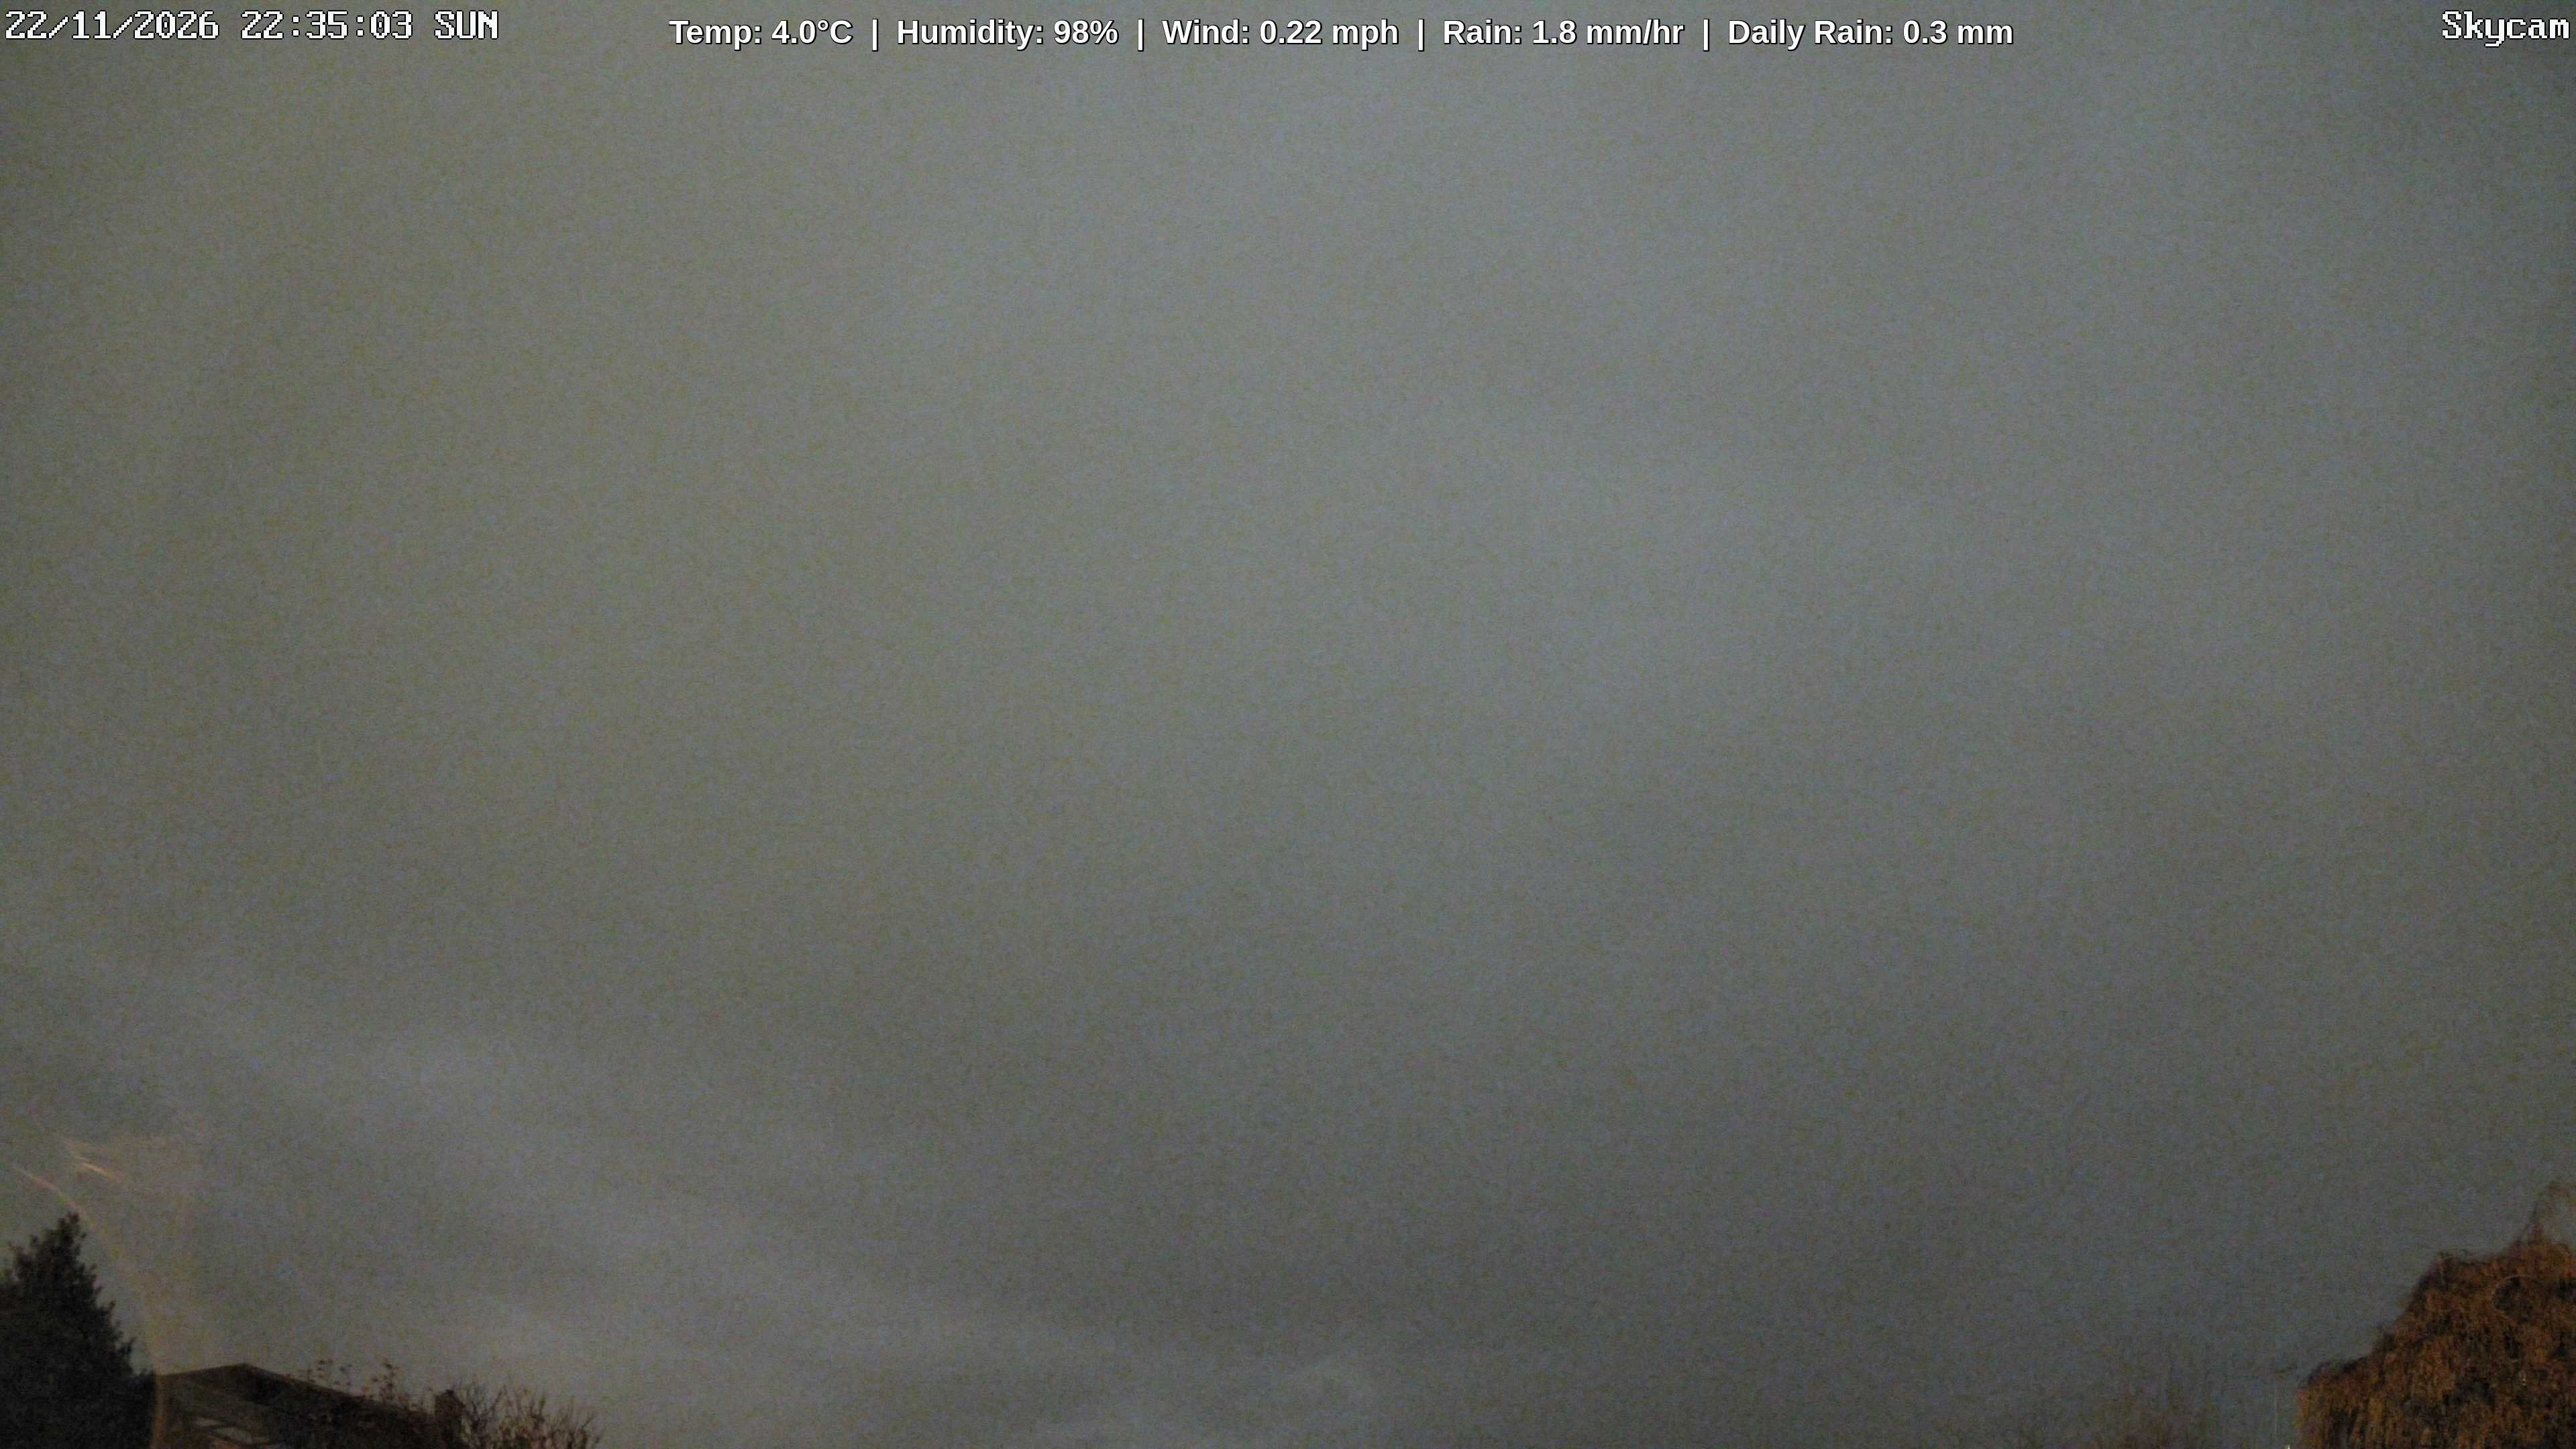 22/11/2026 22:35:03 SUN
Temp: 4.0°C | Humidity: 98% | Wind: 0.22 mph | Rain: 1.8 mm/hr | Daily Rain: 0.3 mm
Skycam